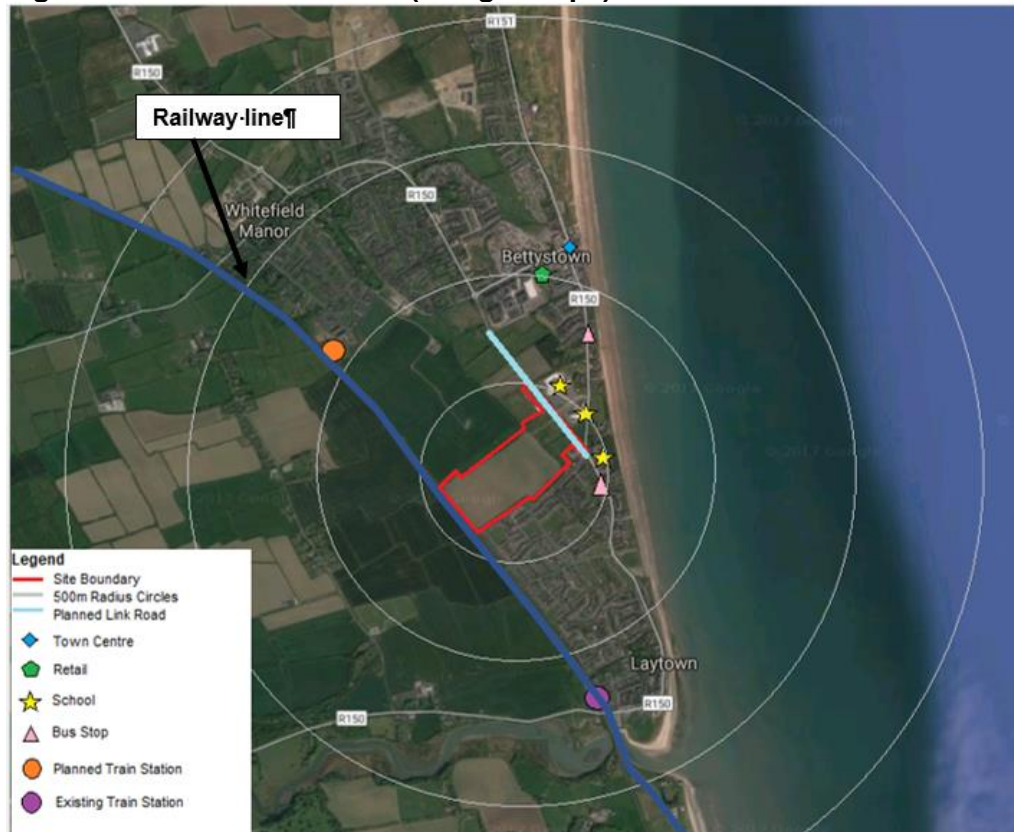 R151
R150
Railway·line¶
R150
Whitefield
Manor
Bettystown
R150
Laytown
R150
R150
Legend
Site Boundary
500m Radius Circles
Planned Link Road
Town Centre
Retail
School
Bus Stop
Planned Train Station
Existing Train Station